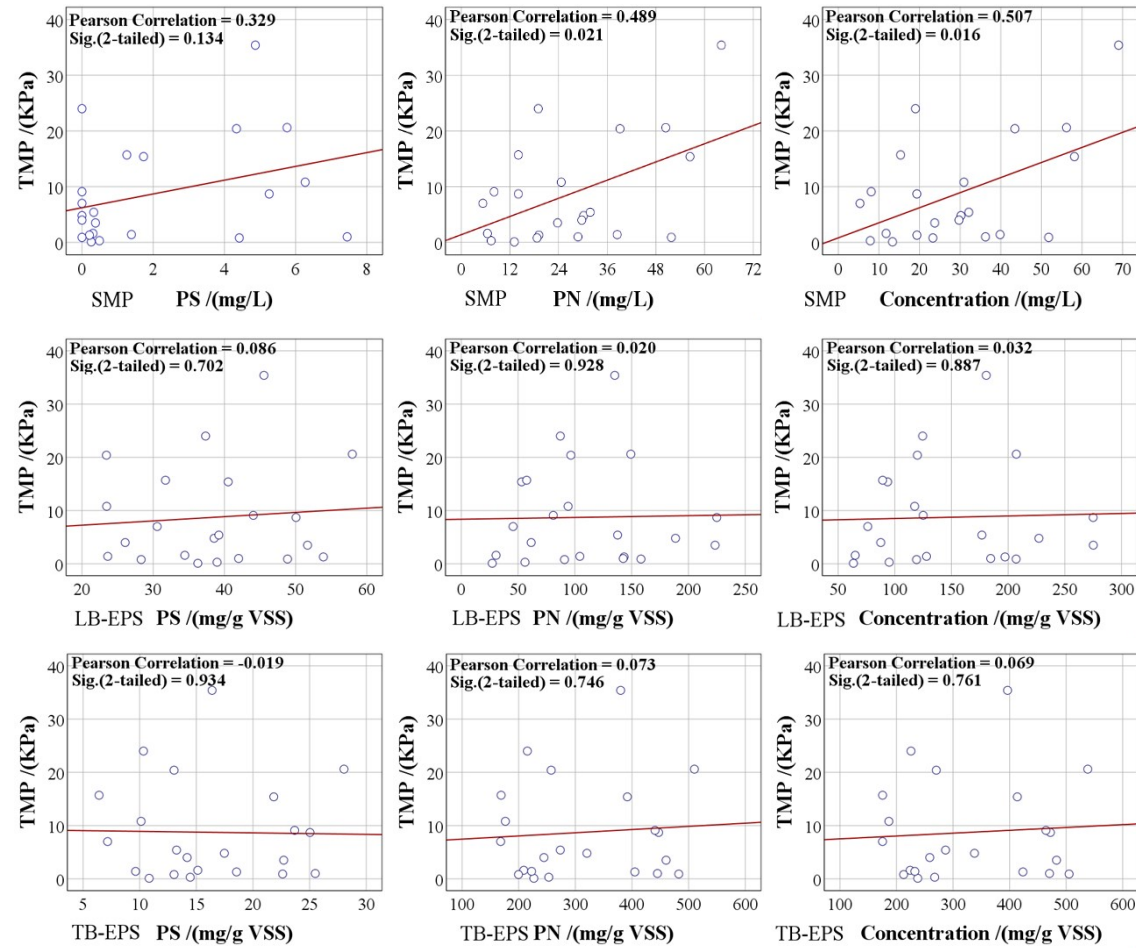 Pearson Correlation = 0.329
Sig.(2-tailed) = 0.134
40
30
20
10
0
TMP /(KPa)
0 2 4 6 8
SMP PS /(mg/L)
Pearson Correlation = 0.489
Sig.(2-tailed) = 0.021
40
30
20
10
0
TMP /(KPa)
0 12 24 36 48 60 72
SMP PN /(mg/L)
Pearson Correlation = 0.507
Sig.(2-tailed) = 0.016
40
30
20
10
0
TMP /(KPa)
0 10 20 30 40 50 60 70
SMP Concentration /(mg/L)
Pearson Correlation = 0.086
Sig.(2-tailed) = 0.702
40
30
20
10
0
TMP /(KPa)
20 30 40 50 60
LB-EPS PS /(mg/g VSS)
Pearson Correlation = 0.020
Sig.(2-tailed) = 0.928
40
30
20
10
0
TMP /(KPa)
0 50 100 150 200 250
LB-EPS PN /(mg/g VSS)
Pearson Correlation = 0.032
Sig.(2-tailed) = 0.887
40
30
20
10
0
TMP /(KPa)
50 100 150 200 250 300
LB-EPS Concentration /(mg/g VSS)
Pearson Correlation = -0.019
Sig.(2-tailed) = 0.934
40
30
20
10
0
TMP /(KPa)
5 10 15 20 25 30
TB-EPS PS /(mg/g VSS)
Pearson Correlation = 0.073
Sig.(2-tailed) = 0.746
40
30
20
10
0
TMP /(KPa)
100 200 300 400 500 600
TB-EPS PN /(mg/g VSS)
Pearson Correlation = 0.069
Sig.(2-tailed) = 0.761
40
30
20
10
0
TMP /(KPa)
100 200 300 400 500 600
TB-EPS Concentration /(mg/g VSS)